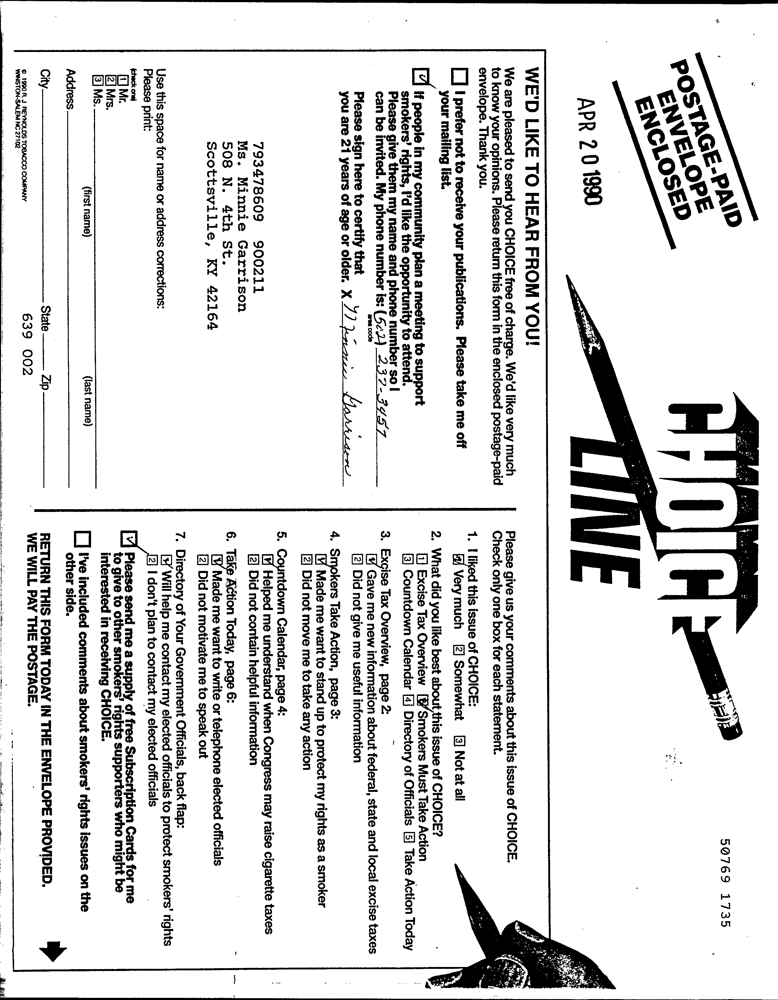 POSTAGE-PAID
ENVELOPE
ENCLOSED
APR 20 1990
CHOICE
LINE
50769 1735
WE'D LIKE TO HEAR FROM YOU!
We are pleased to send you CHOICE free of charge. We'd like very much
to know your opinions. Please return this form in the enclosed postage-paid
envelope. Thank you.
I prefer not to receive your publications. Please take me off
your mailing list.
If people in my community plan a meeting to support
smokers' rights, I'd like the opportunity to attend.
Please give them my name and phone number so I
can be invited. My phone number is: (502) 237-3457
area code
Please sign here to certify that
you are 21 years of age or older. X Minnie Garrison
793478609 900211
Ms. Minnie Garrison
508 N. 4th St.
Scottsville, KY 42164
Use this space for name or address corrections:
Please print:
(check one)
1 Mr.
2 Mrs.
3 Ms.
(first name) (last name)
Address
City State Zip
© 1990 R. J. REYNOLDS TOBACCO COMPANY
WINSTON-SALEM NC 27102
639 002
Please give us your comments about this issue of CHOICE.
Check only one box for each statement.
1. I liked this issue of CHOICE:
Very much 2 Somewhat 3 Not at all
2. What did you like best about this issue of CHOICE?
1 Excise Tax Overview Smokers Must Take Action
3 Countdown Calendar 4 Directory of Officials 5 Take Action Today
3. Excise Tax Overview, page 2:
Gave me new information about federal, state and local excise taxes
2 Did not give me useful information
4. Smokers Take Action, page 3:
Made me want to stand up to protect my rights as a smoker
2 Did not move me to take any action
5. Countdown Calendar, page 4:
Helped me understand when Congress may raise cigarette taxes
2 Did not contain helpful information
6. Take Action Today, page 6:
Made me want to write or telephone elected officials
2 Did not motivate me to speak out
7. Directory of Your Government Officials, back flap:
Will help me contact my elected officials to protect smokers' rights
2 I don't plan to contact my elected officials
Please send me a supply of free Subscription Cards for me
to give to other smokers' rights supporters who might be
interested in receiving CHOICE.
I've included comments about smokers' rights issues on the
other side.
RETURN THIS FORM TODAY IN THE ENVELOPE PROVIDED.
WE WILL PAY THE POSTAGE.